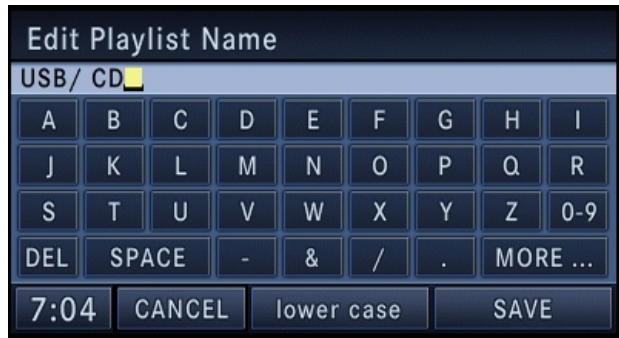 Edit Playlist Name
USB/ CD
A B C D E F G H I
J K L M N O P Q R
S T U V W X Y Z 0-9
DEL SPACE - & / . MORE ...
7:04 CANCEL lower case SAVE